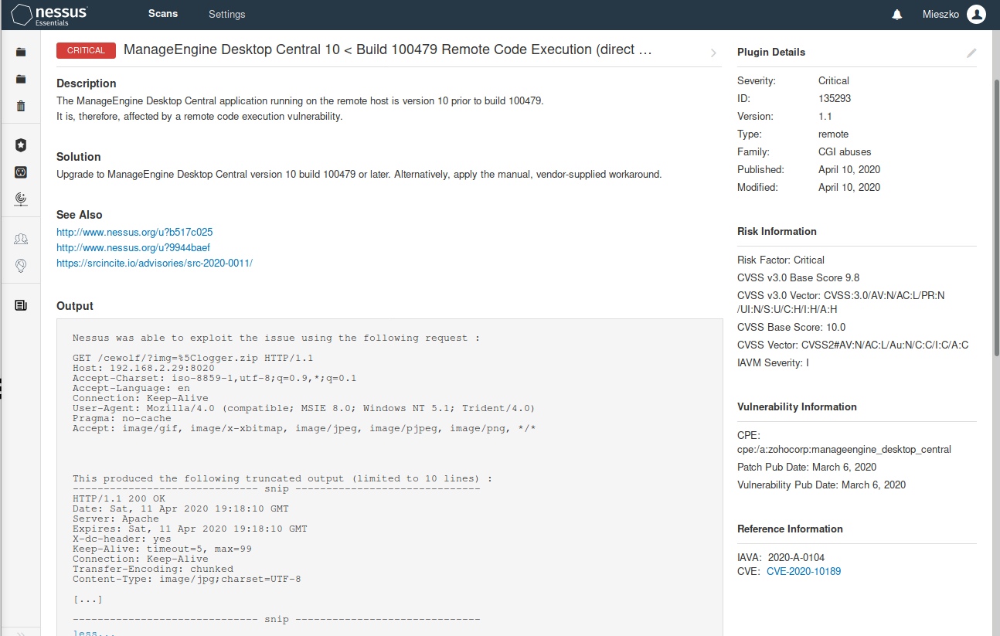 nessus
Essentials
Scans
Settings
Mieszko
CRITICAL
ManageEngine Desktop Central 10 < Build 100479 Remote Code Execution (direct …
Description
The ManageEngine Desktop Central application running on the remote host is version 10 prior to build 100479.
It is, therefore, affected by a remote code execution vulnerability.
Solution
Upgrade to ManageEngine Desktop Central version 10 build 100479 or later. Alternatively, apply the manual, vendor-supplied workaround.
See Also
http://www.nessus.org/u?b517c025
http://www.nessus.org/u?9944baef
https://srcincite.io/advisories/src-2020-0011/
Output
Nessus was able to exploit the issue using the following request :
GET /cewolf/?img=%5Clogger.zip HTTP/1.1
Host: 192.168.2.29:8020
Accept-Charset: iso-8859-1,utf-8;q=0.9,*;q=0.1
Accept-Language: en
Connection: Keep-Alive
User-Agent: Mozilla/4.0 (compatible; MSIE 8.0; Windows NT 5.1; Trident/4.0)
Pragma: no-cache
Accept: image/gif, image/x-xbitmap, image/jpeg, image/pjpeg, image/png, */*
This produced the following truncated output (limited to 10 lines) :
------------------------------ snip ------------------------------
HTTP/1.1 200 OK
Date: Sat, 11 Apr 2020 19:18:10 GMT
Server: Apache
Expires: Sat, 11 Apr 2020 19:18:10 GMT
X-dc-header: yes
Keep-Alive: timeout=5, max=99
Connection: Keep-Alive
Transfer-Encoding: chunked
Content-Type: image/jpg;charset=UTF-8
[...]
------------------------------ snip ------------------------------
less...
Plugin Details
Severity: Critical
ID: 135293
Version: 1.1
Type: remote
Family: CGI abuses
Published: April 10, 2020
Modified: April 10, 2020
Risk Information
Risk Factor: Critical
CVSS v3.0 Base Score 9.8
CVSS v3.0 Vector: CVSS:3.0/AV:N/AC:L/PR:N
/UI:N/S:U/C:H/I:H/A:H
CVSS Base Score: 10.0
CVSS Vector: CVSS2#AV:N/AC:L/Au:N/C:C/I:C/A:C
IAVM Severity: I
Vulnerability Information
CPE:
cpe:/a:zohocorp:manageengine_desktop_central
Patch Pub Date: March 6, 2020
Vulnerability Pub Date: March 6, 2020
Reference Information
IAVA: 2020-A-0104
CVE: CVE-2020-10189